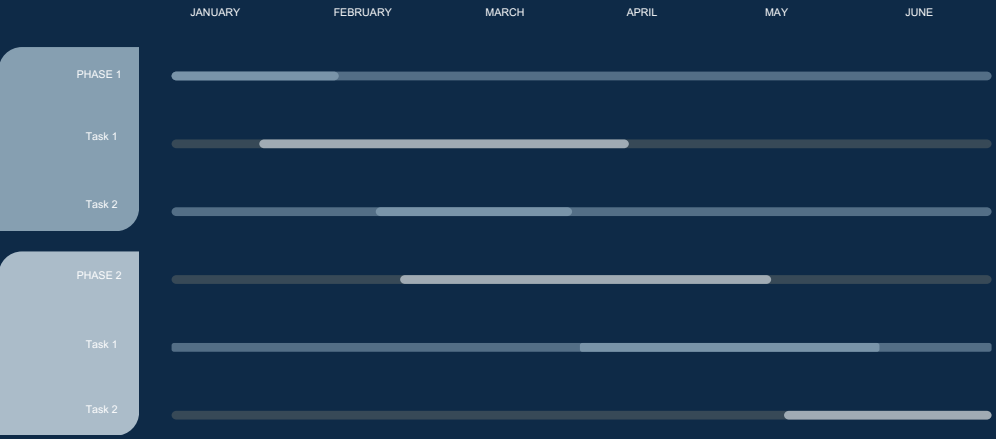 JANUARY FEBRUARY MARCH APRIL MAY JUNE
PHASE 1
Task 1
Task 2
PHASE 2
Task 1
Task 2